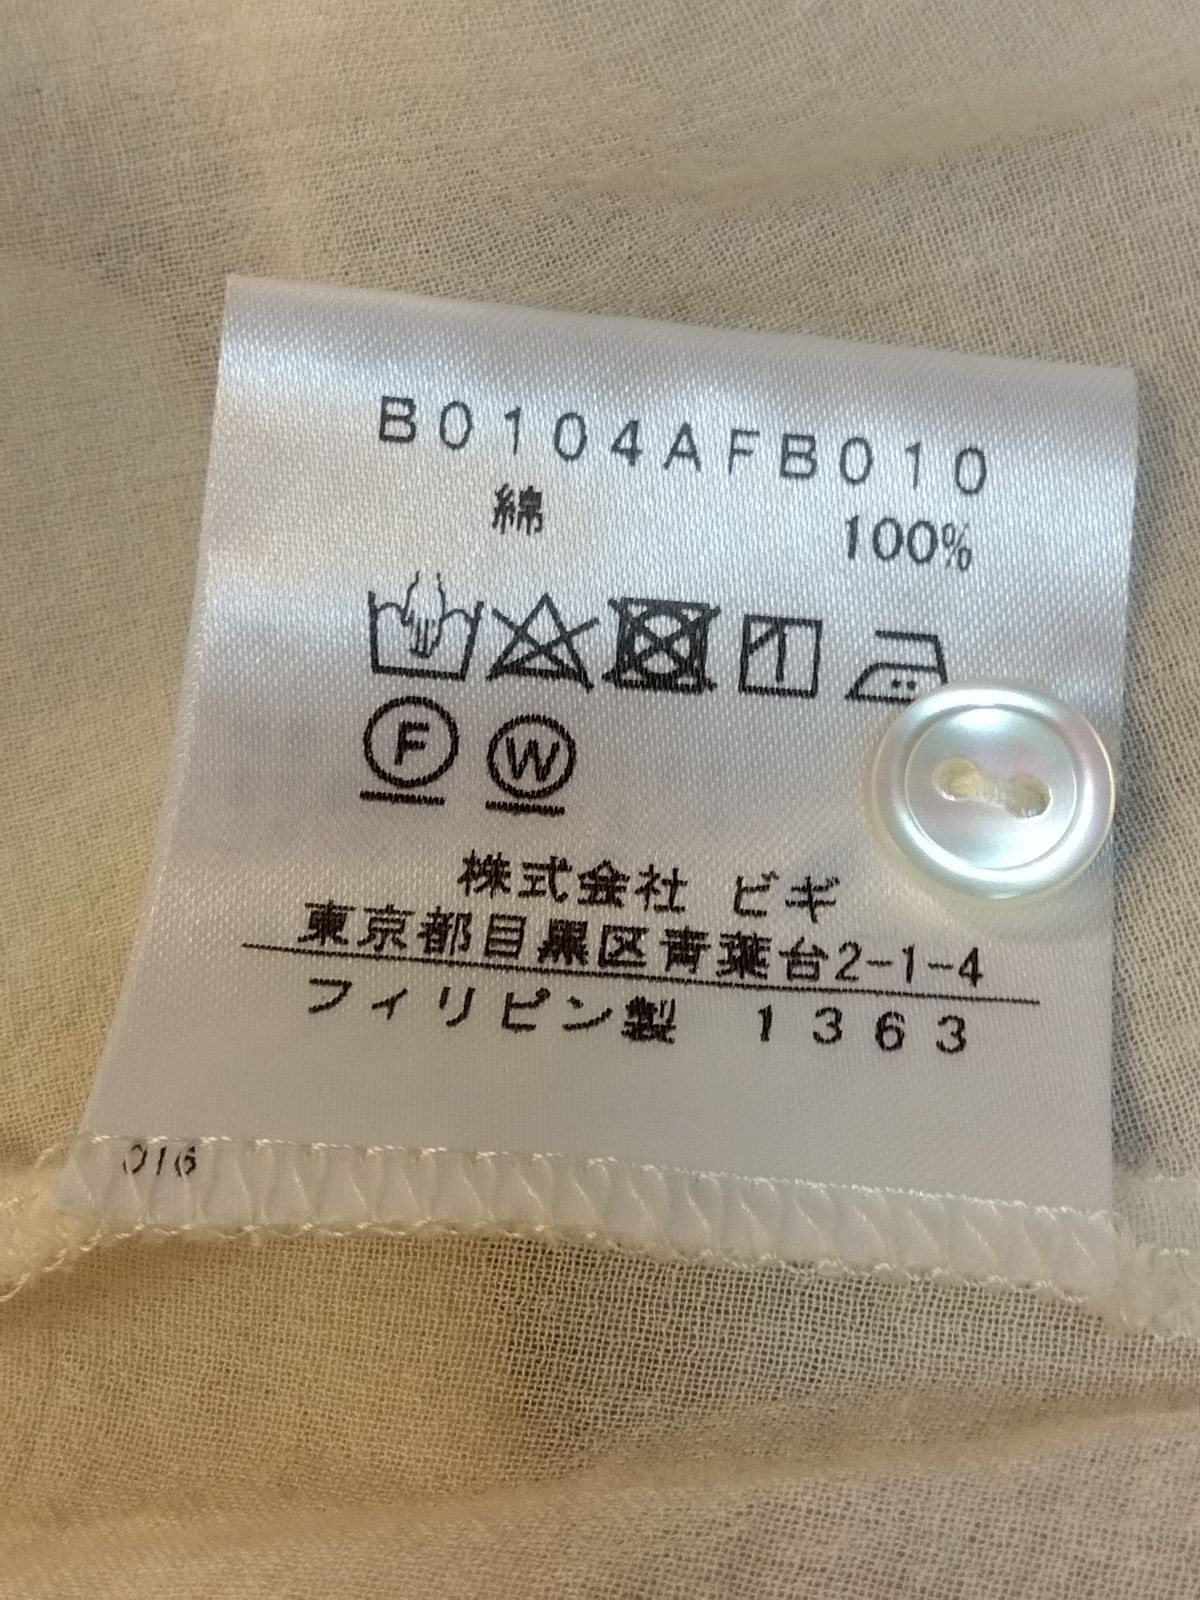 B0104AFB010
綿 100%
F W
株式会社 ビギ
東京都目黒区青葉台2-1-4
フィリピン製 1363
016